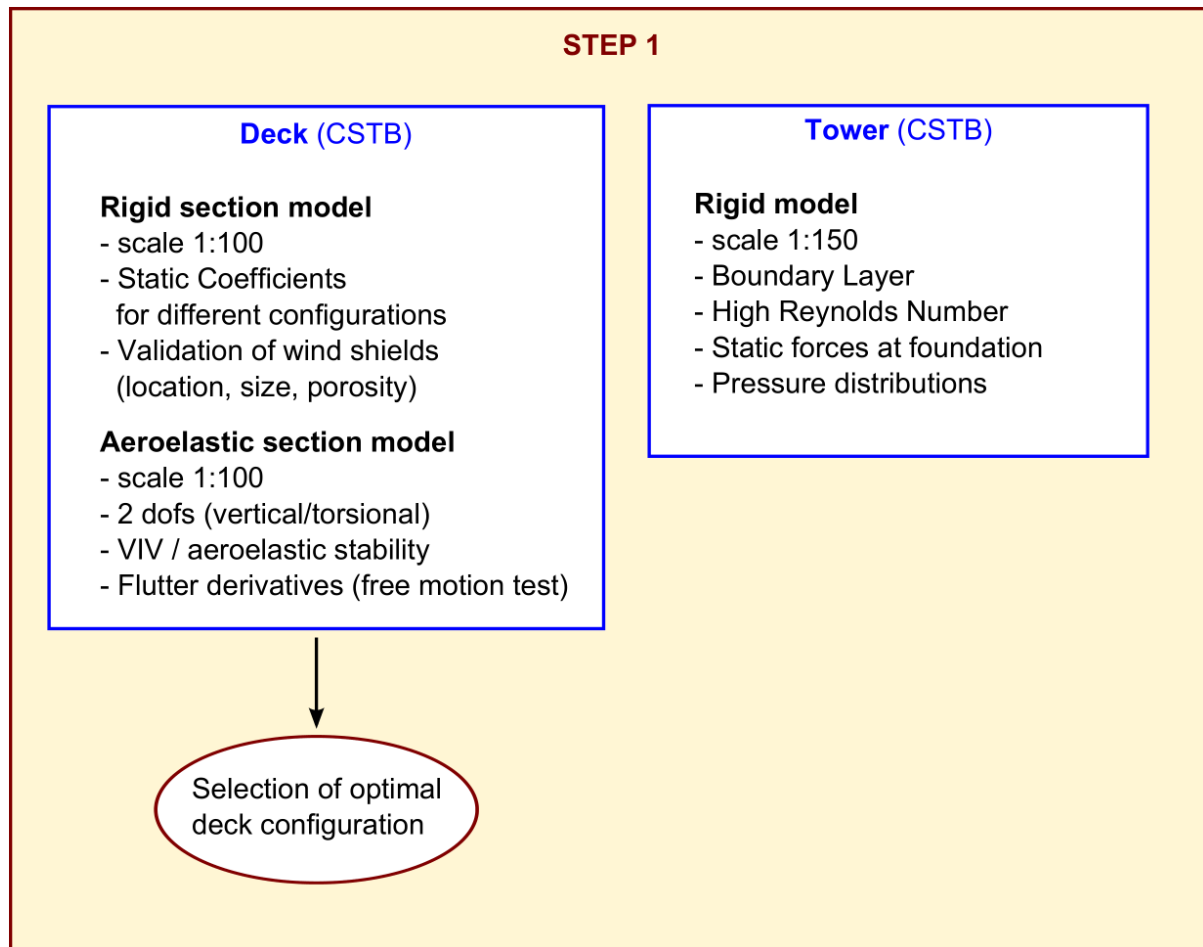 STEP 1
Deck (CSTB)
Rigid section model
- scale 1:100
- Static Coefficients
for different configurations
- Validation of wind shields
(location, size, porosity)
Aeroelastic section model
- scale 1:100
- 2 dofs (vertical/torsional)
- VIV / aeroelastic stability
- Flutter derivatives (free motion test)
Tower (CSTB)
Rigid model
- scale 1:150
- Boundary Layer
- High Reynolds Number
- Static forces at foundation
- Pressure distributions
Selection of optimal
deck configuration